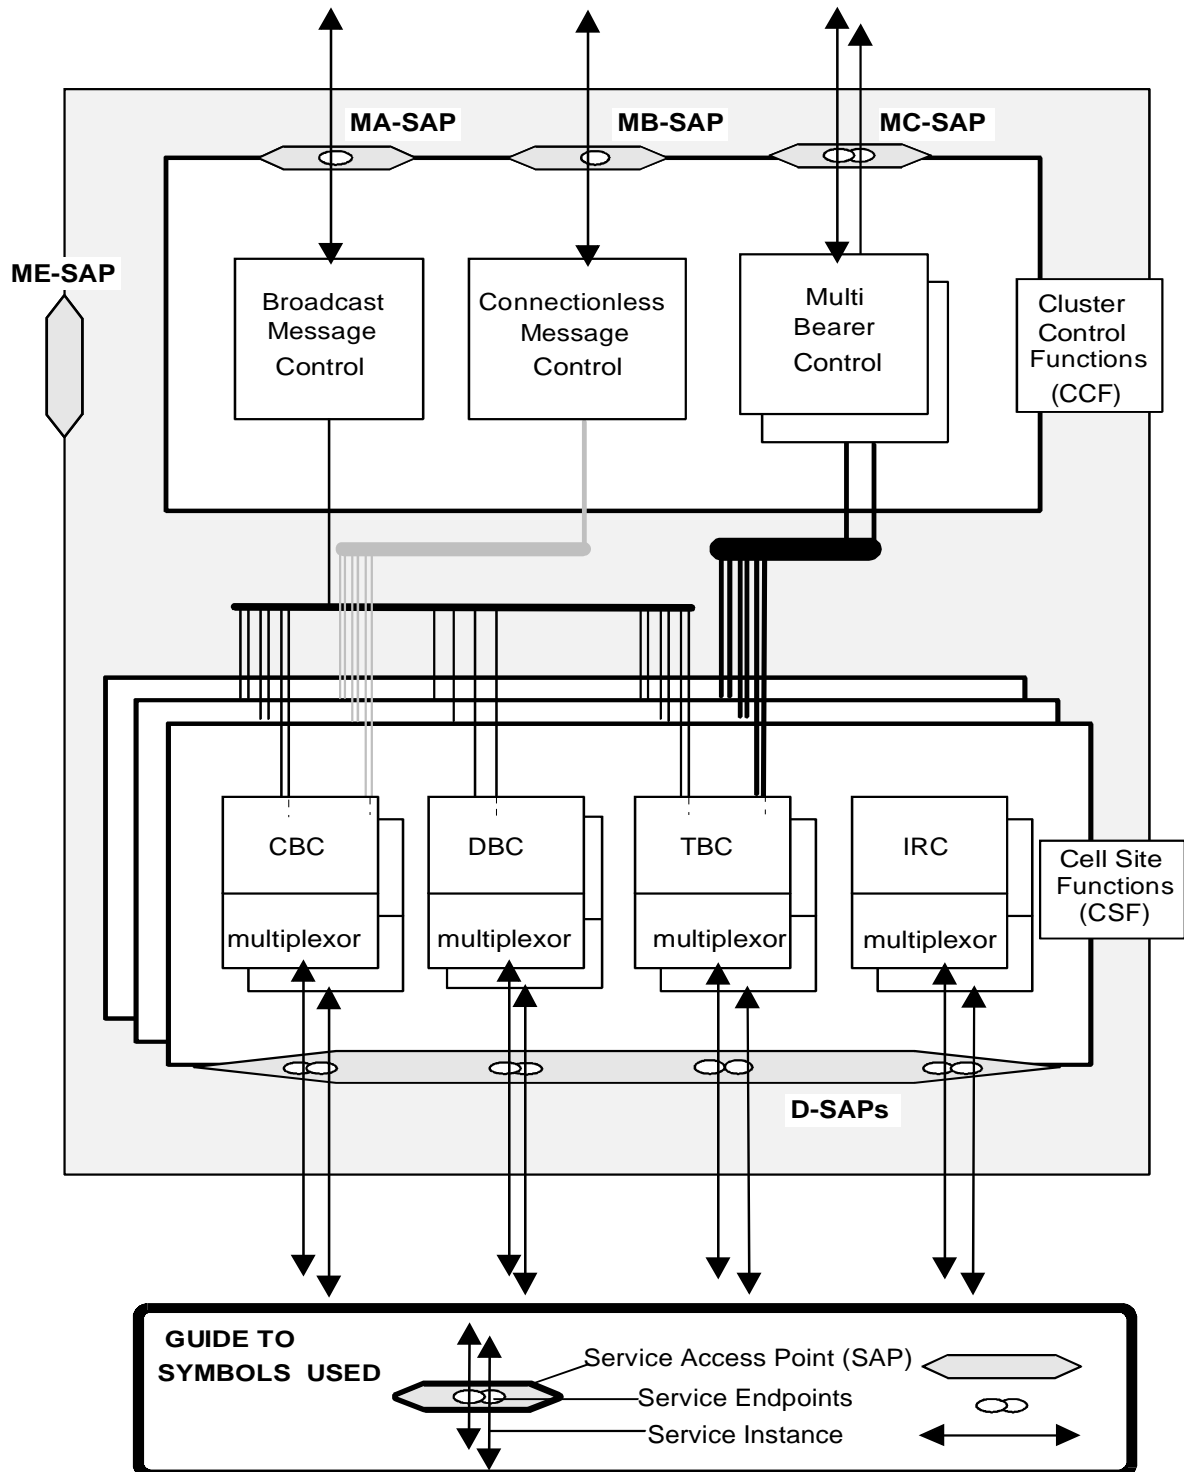 MA-SAP
MB-SAP
MC-SAP
ME-SAP
Broadcast
Message
Control
Connectionless
Message
Control
Multi
Bearer
Control
Cluster
Control
Functions
(CCF)
CBC
DBC
TBC
IRC
multiplexor
multiplexor
multiplexor
multiplexor
Cell Site
Functions
(CSF)
D-SAPs
GUIDE TO
SYMBOLS USED
Service Access Point (SAP)
Service Endpoints
Service Instance